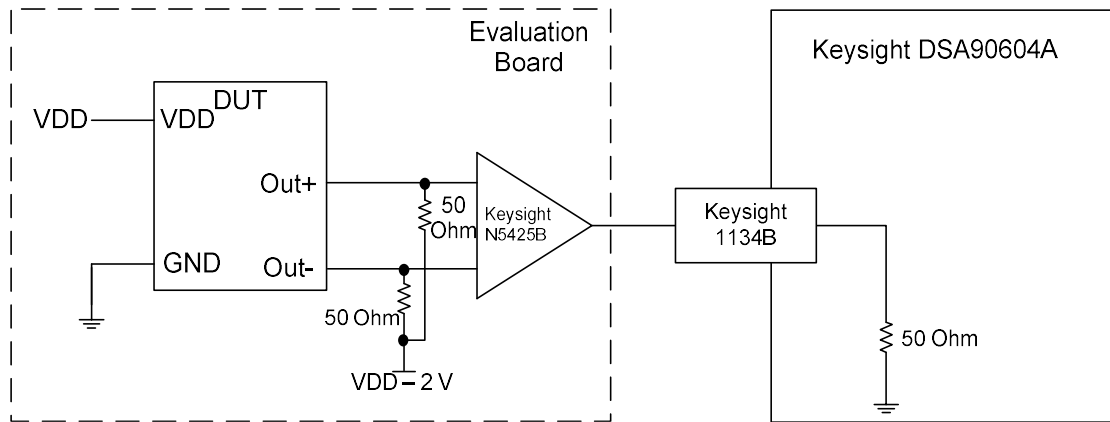 Evaluation
Board
Keysight DSA90604A
DUT
VDD
VDD
Out+
50
Ohm
Keysight
N5425B
Keysight
1134B
GND
Out-
50 Ohm
50 Ohm
VDD – 2 V